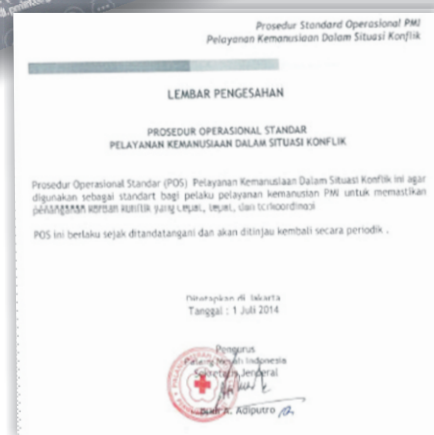 Prosedur Standard Operasional PMI
Pelayanan Kemanusiaan Dalam Situasi Konflik
LEMBAR PENGESAHAN
PROSEDUR OPERASIONAL STANDAR
PELAYANAN KEMANUSIAAN DALAM SITUASI KONFLIK
Prosedur Operasional Standar (POS) Pelayanan Kemanusiaan Dalam Situasi Konflik ini agar
digunakan sebagai standart bagi pelaku pelayanan kemanusian PMI untuk memastikan
penanganan korban konflik yang cepat, tepat, dan terkoordinasi
POS ini berlaku sejak ditandatangani dan akan ditinjau kembali secara periodik .
Ditetapkan di Jakarta
Tanggal : 1 Juli 2014
Pengurus
Palang Merah Indonesia
Sekretaris Jenderal
Budi A. Adiputro